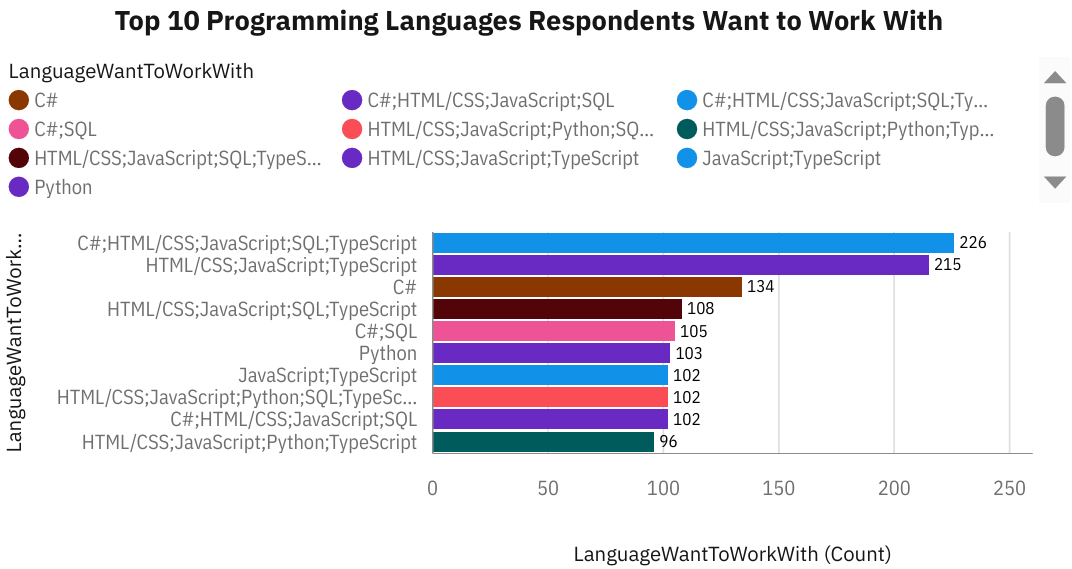 Top 10 Programming Languages Respondents Want to Work With
LanguageWantToWorkWith
C#
C#;HTML/CSS;JavaScript;SQL
C#;HTML/CSS;JavaScript;SQL;Ty...
C#;SQL
HTML/CSS;JavaScript;Python;SQ...
HTML/CSS;JavaScript;Python;Typ...
HTML/CSS;JavaScript;SQL;TypeS...
HTML/CSS;JavaScript;TypeScript
JavaScript;TypeScript
Python
LanguageWantToWork...
C#;HTML/CSS;JavaScript;SQL;TypeScript 226
HTML/CSS;JavaScript;TypeScript 215
C# 134
HTML/CSS;JavaScript;SQL;TypeScript 108
C#;SQL 105
Python 103
JavaScript;TypeScript 102
HTML/CSS;JavaScript;Python;SQL;TypeSc... 102
C#;HTML/CSS;JavaScript;SQL 102
HTML/CSS;JavaScript;Python;TypeScript 96
0 50 100 150 200 250
LanguageWantToWorkWith (Count)